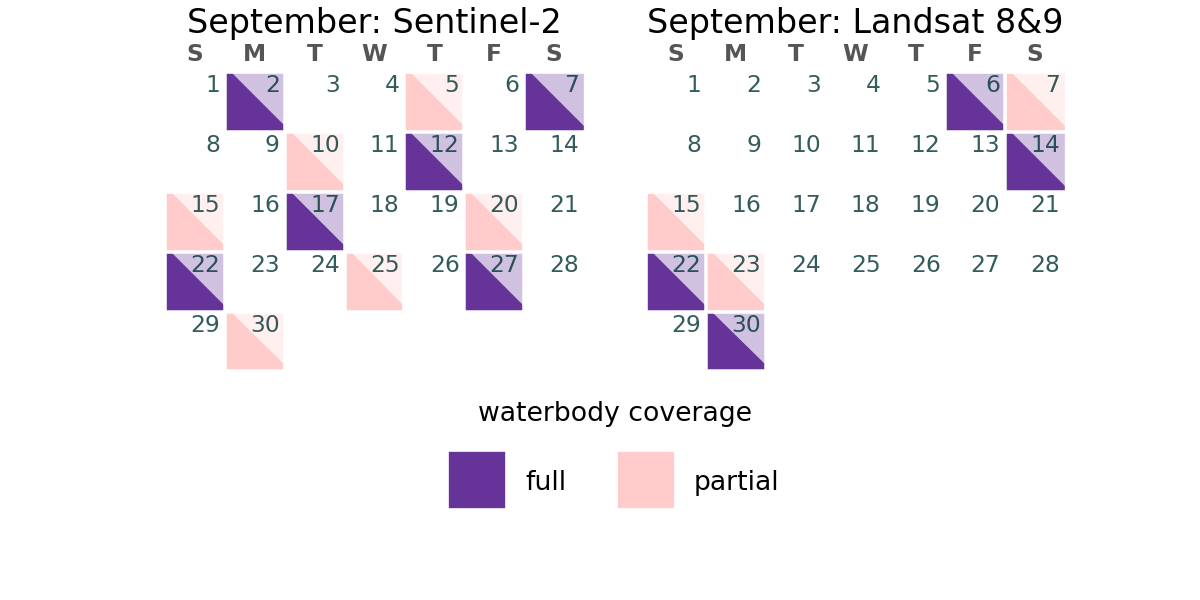 September: Sentinel-2
S M T W T F S
1 2 3 4 5 6 7
8 9 10 11 12 13 14
15 16 17 18 19 20 21
22 23 24 25 26 27 28
29 30
September: Landsat 8&9
S M T W T F S
1 2 3 4 5 6 7
8 9 10 11 12 13 14
15 16 17 18 19 20 21
22 23 24 25 26 27 28
29 30
waterbody coverage
full partial